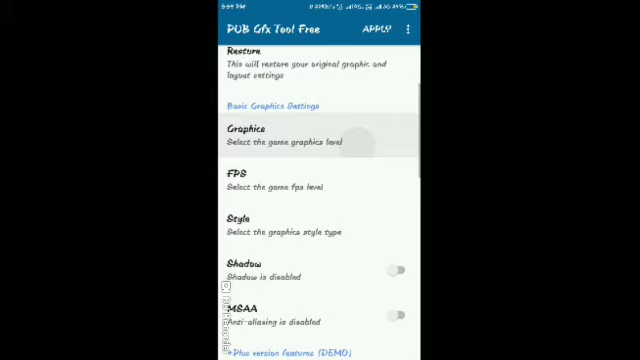 PUB Gfx Tool Free APPLY
Restore
This will restore your original graphic and
layout settings
Basic Graphics Settings
Graphics
Select the game graphics level
FPS
Select the game fps level
Style
Select the graphics style type
Shadow
Shadow is disabled
MSAA
Anti-aliasing is disabled
+Plus version features (DEMO)